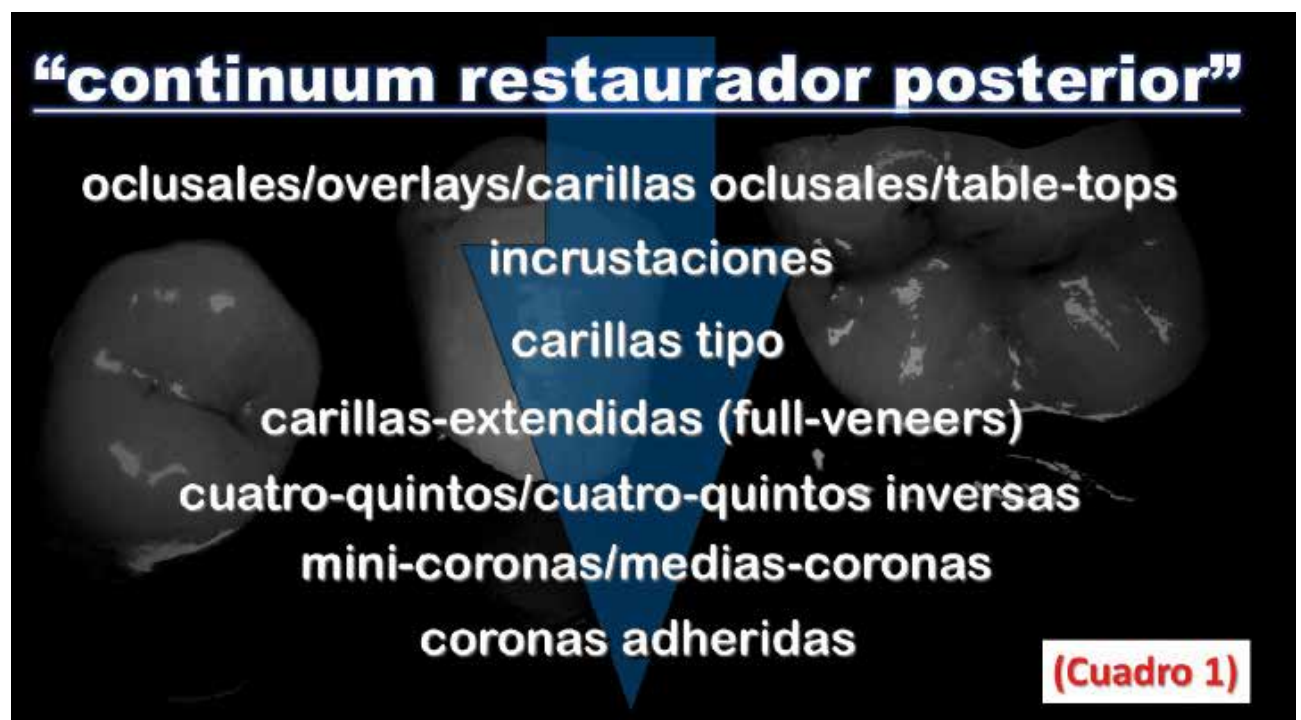 “continuum restaurador posterior”
oclusales/overlays/carillas oclusales/table-tops
incrustaciones
carillas tipo
carillas-extendidas (full-veneers)
cuatro-quintos/cuatro-quintos inversas
mini-coronas/medias-coronas
coronas adheridas
(Cuadro 1)